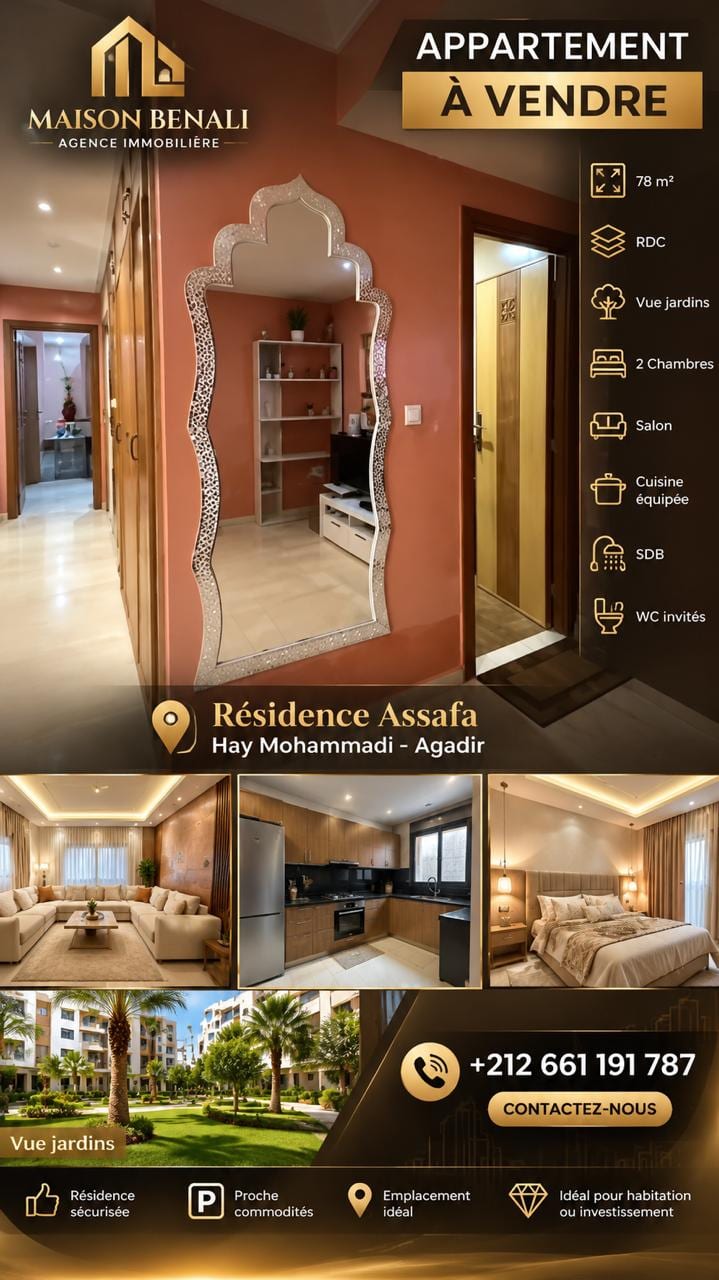 MAISON BENALI
AGENCE IMMOBILIÈRE
APPARTEMENT
À VENDRE
78 m²
RDC
Vue jardins
2 Chambres
Salon
Cuisine
équipée
SDB
WC invités
Résidence Assafa
Hay Mohammadi - Agadir
Vue jardins
+212 661 191 787
CONTACTEZ-NOUS
Résidence
sécurisée
P
Proche
commodités
Emplacement
idéal
Idéal pour habitation
ou investissement